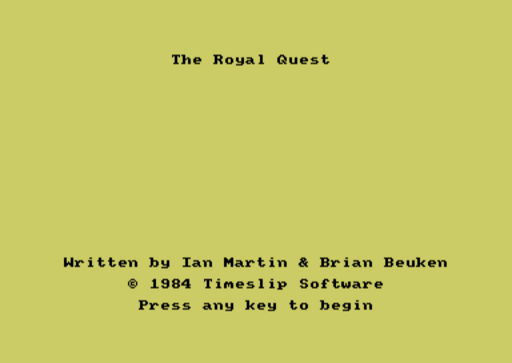 The Royal Quest
Written by Ian Martin & Brian Beuken
© 1984 Timeslip Software
Press any key to begin